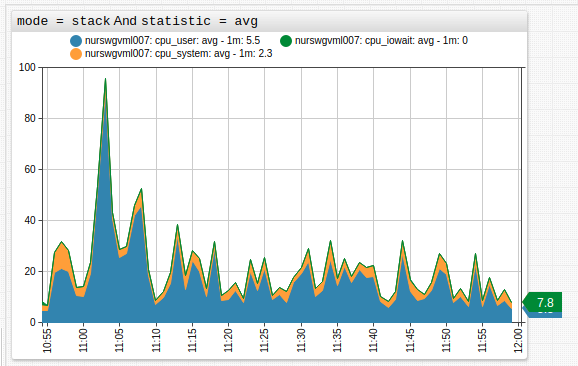 mode = stack And statistic = avg
nurswgvml007: cpu_user: avg - 1m: 5.5 nurswgvml007: cpu_iowait: avg - 1m: 0
nurswgvml007: cpu_system: avg - 1m: 2.3
100
80
60
40
20
0
7.8
10:55 11:00 11:05 11:10 11:15 11:20 11:25 11:30 11:35 11:40 11:45 11:50 11:55 12:00